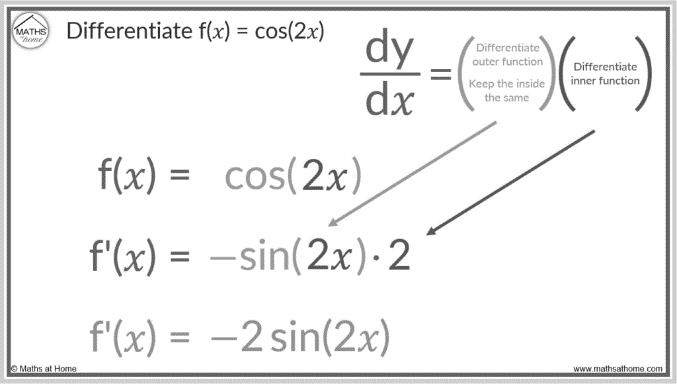 MATHS
at home
Differentiate f(x) = cos(2x)
dy/dx = (Differentiate outer function Keep the inside the same)(Differentiate inner function)
f(x) = cos(2x)
f'(x) = −sin(2x)·2
f'(x) = −2 sin(2x)
© Maths at Home
www.mathsathome.com